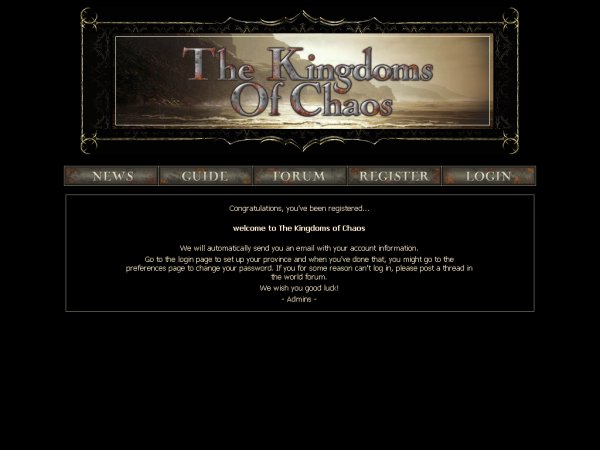 The Kingdoms
Of Chaos
NEWS GUIDE FORUM REGISTER LOGIN
Congratulations, you've been registered...
welcome to The Kingdoms of Chaos
We will automatically send you an email with your account information.
Go to the login page to set up your province and when you've done that, you might go to the
preferences page to change your password. If you for some reason can't log in, please post a thread in
the world forum.
We wish you good luck!
- Admins -